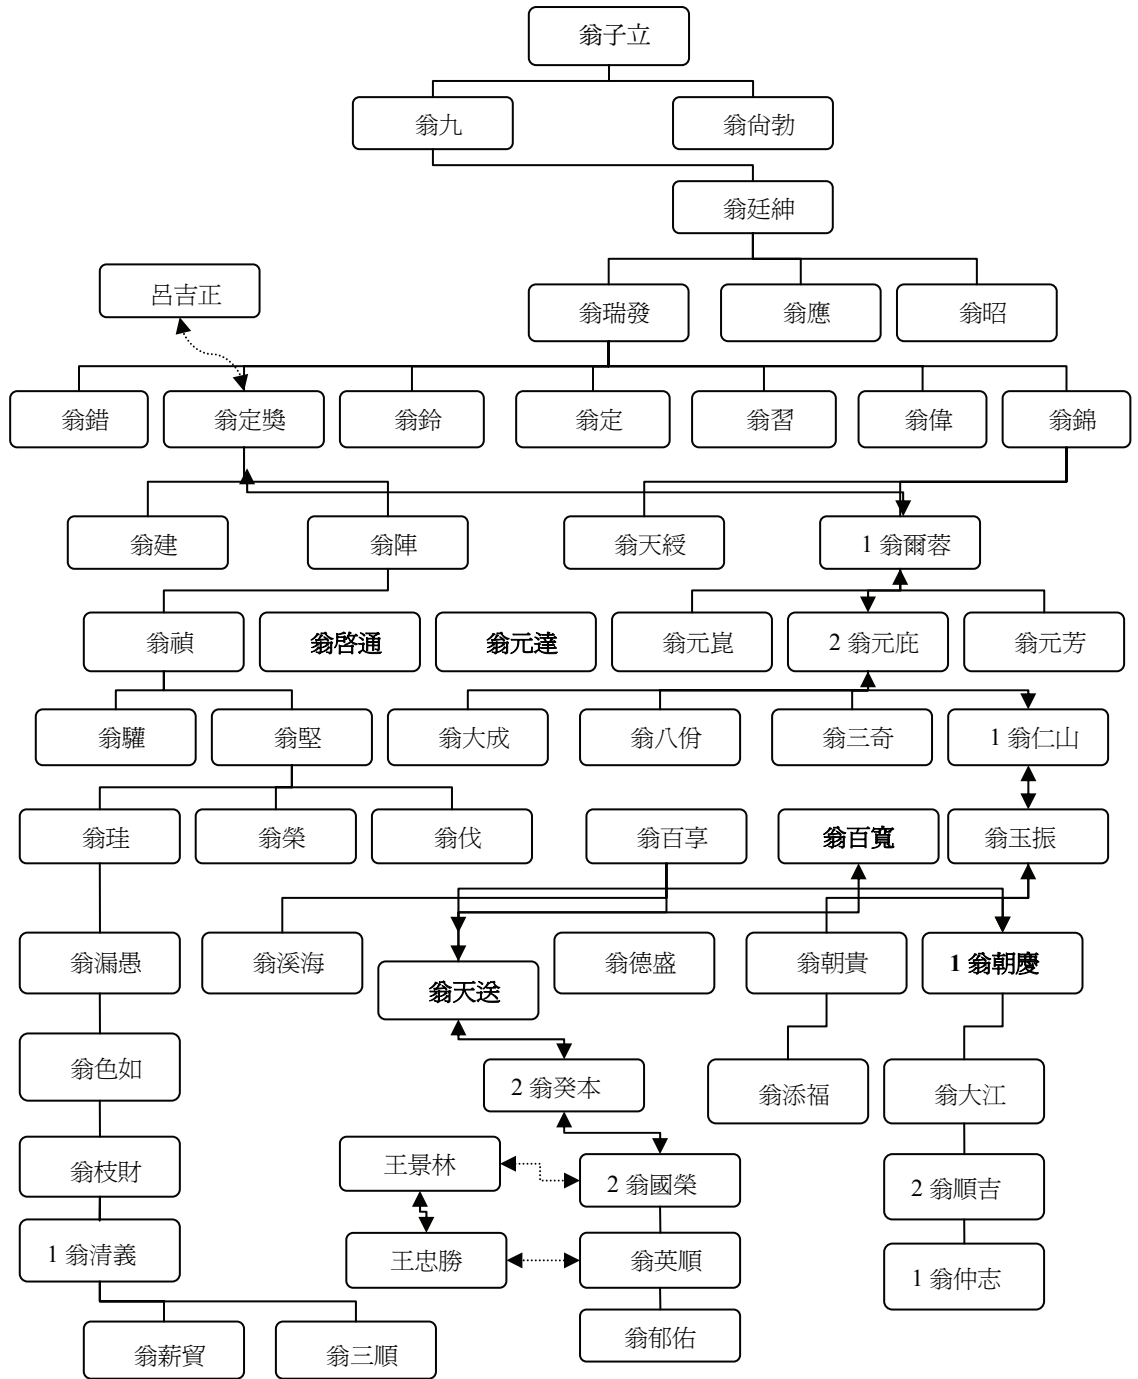 翁子立
翁九
翁尙勃
翁廷紳
呂吉正
翁瑞發
翁應
翁昭
翁錯
翁定獎
翁鈴
翁定
翁習
翁偉
翁錦
翁建
翁陣
翁天綬
1 翁爾蓉
翁禎
翁啓通
翁元達
翁元崑
2 翁元庇
翁元芳
翁驩
翁堅
翁大成
翁八佾
翁三奇
1 翁仁山
翁珪
翁榮
翁伐
翁百享
翁百寬
翁玉振
翁漏愚
翁溪海
翁天送
翁德盛
翁朝貴
1 翁朝慶
翁色如
2 翁癸本
翁添福
翁大江
翁枝財
王景林
2 翁國榮
2 翁順吉
1 翁清義
王忠勝
翁英順
1 翁仲志
翁薪貿
翁三順
翁郁佑